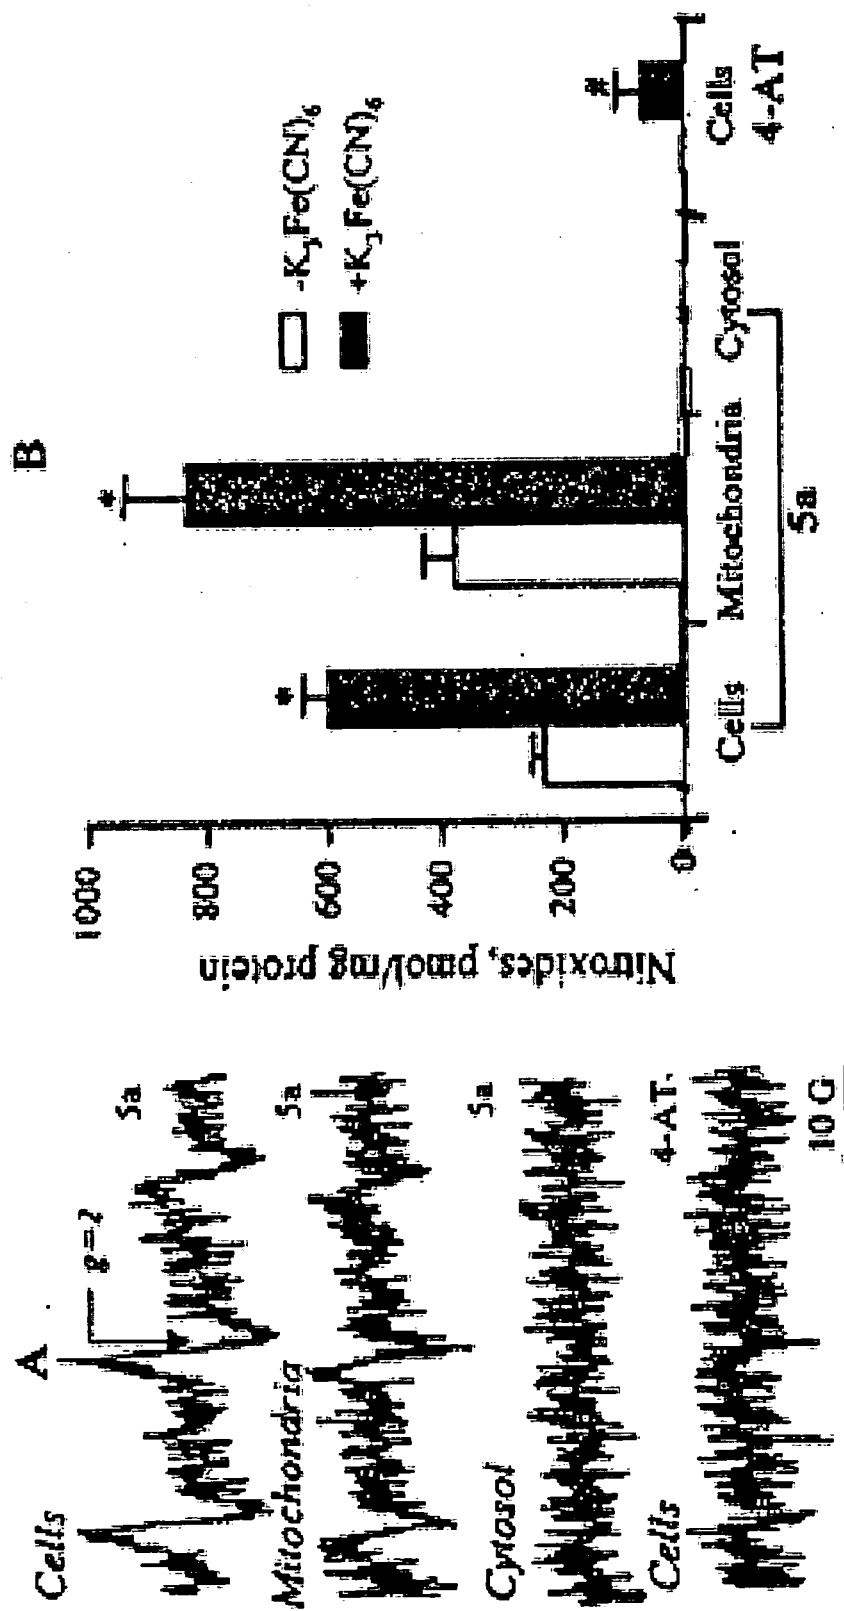 A
Cells
g=2
5a
Mitochondria
5a
Cytosol
5a
Cells
4-AT
10 G
B
Nitroxides, pmol/mg protein
1000
800
600
400
200
0
-K3Fe(CN)6
+K3Fe(CN)6
*
*
#
Cells
Mitochondria
Cytosol
Cells
4-AT
5a